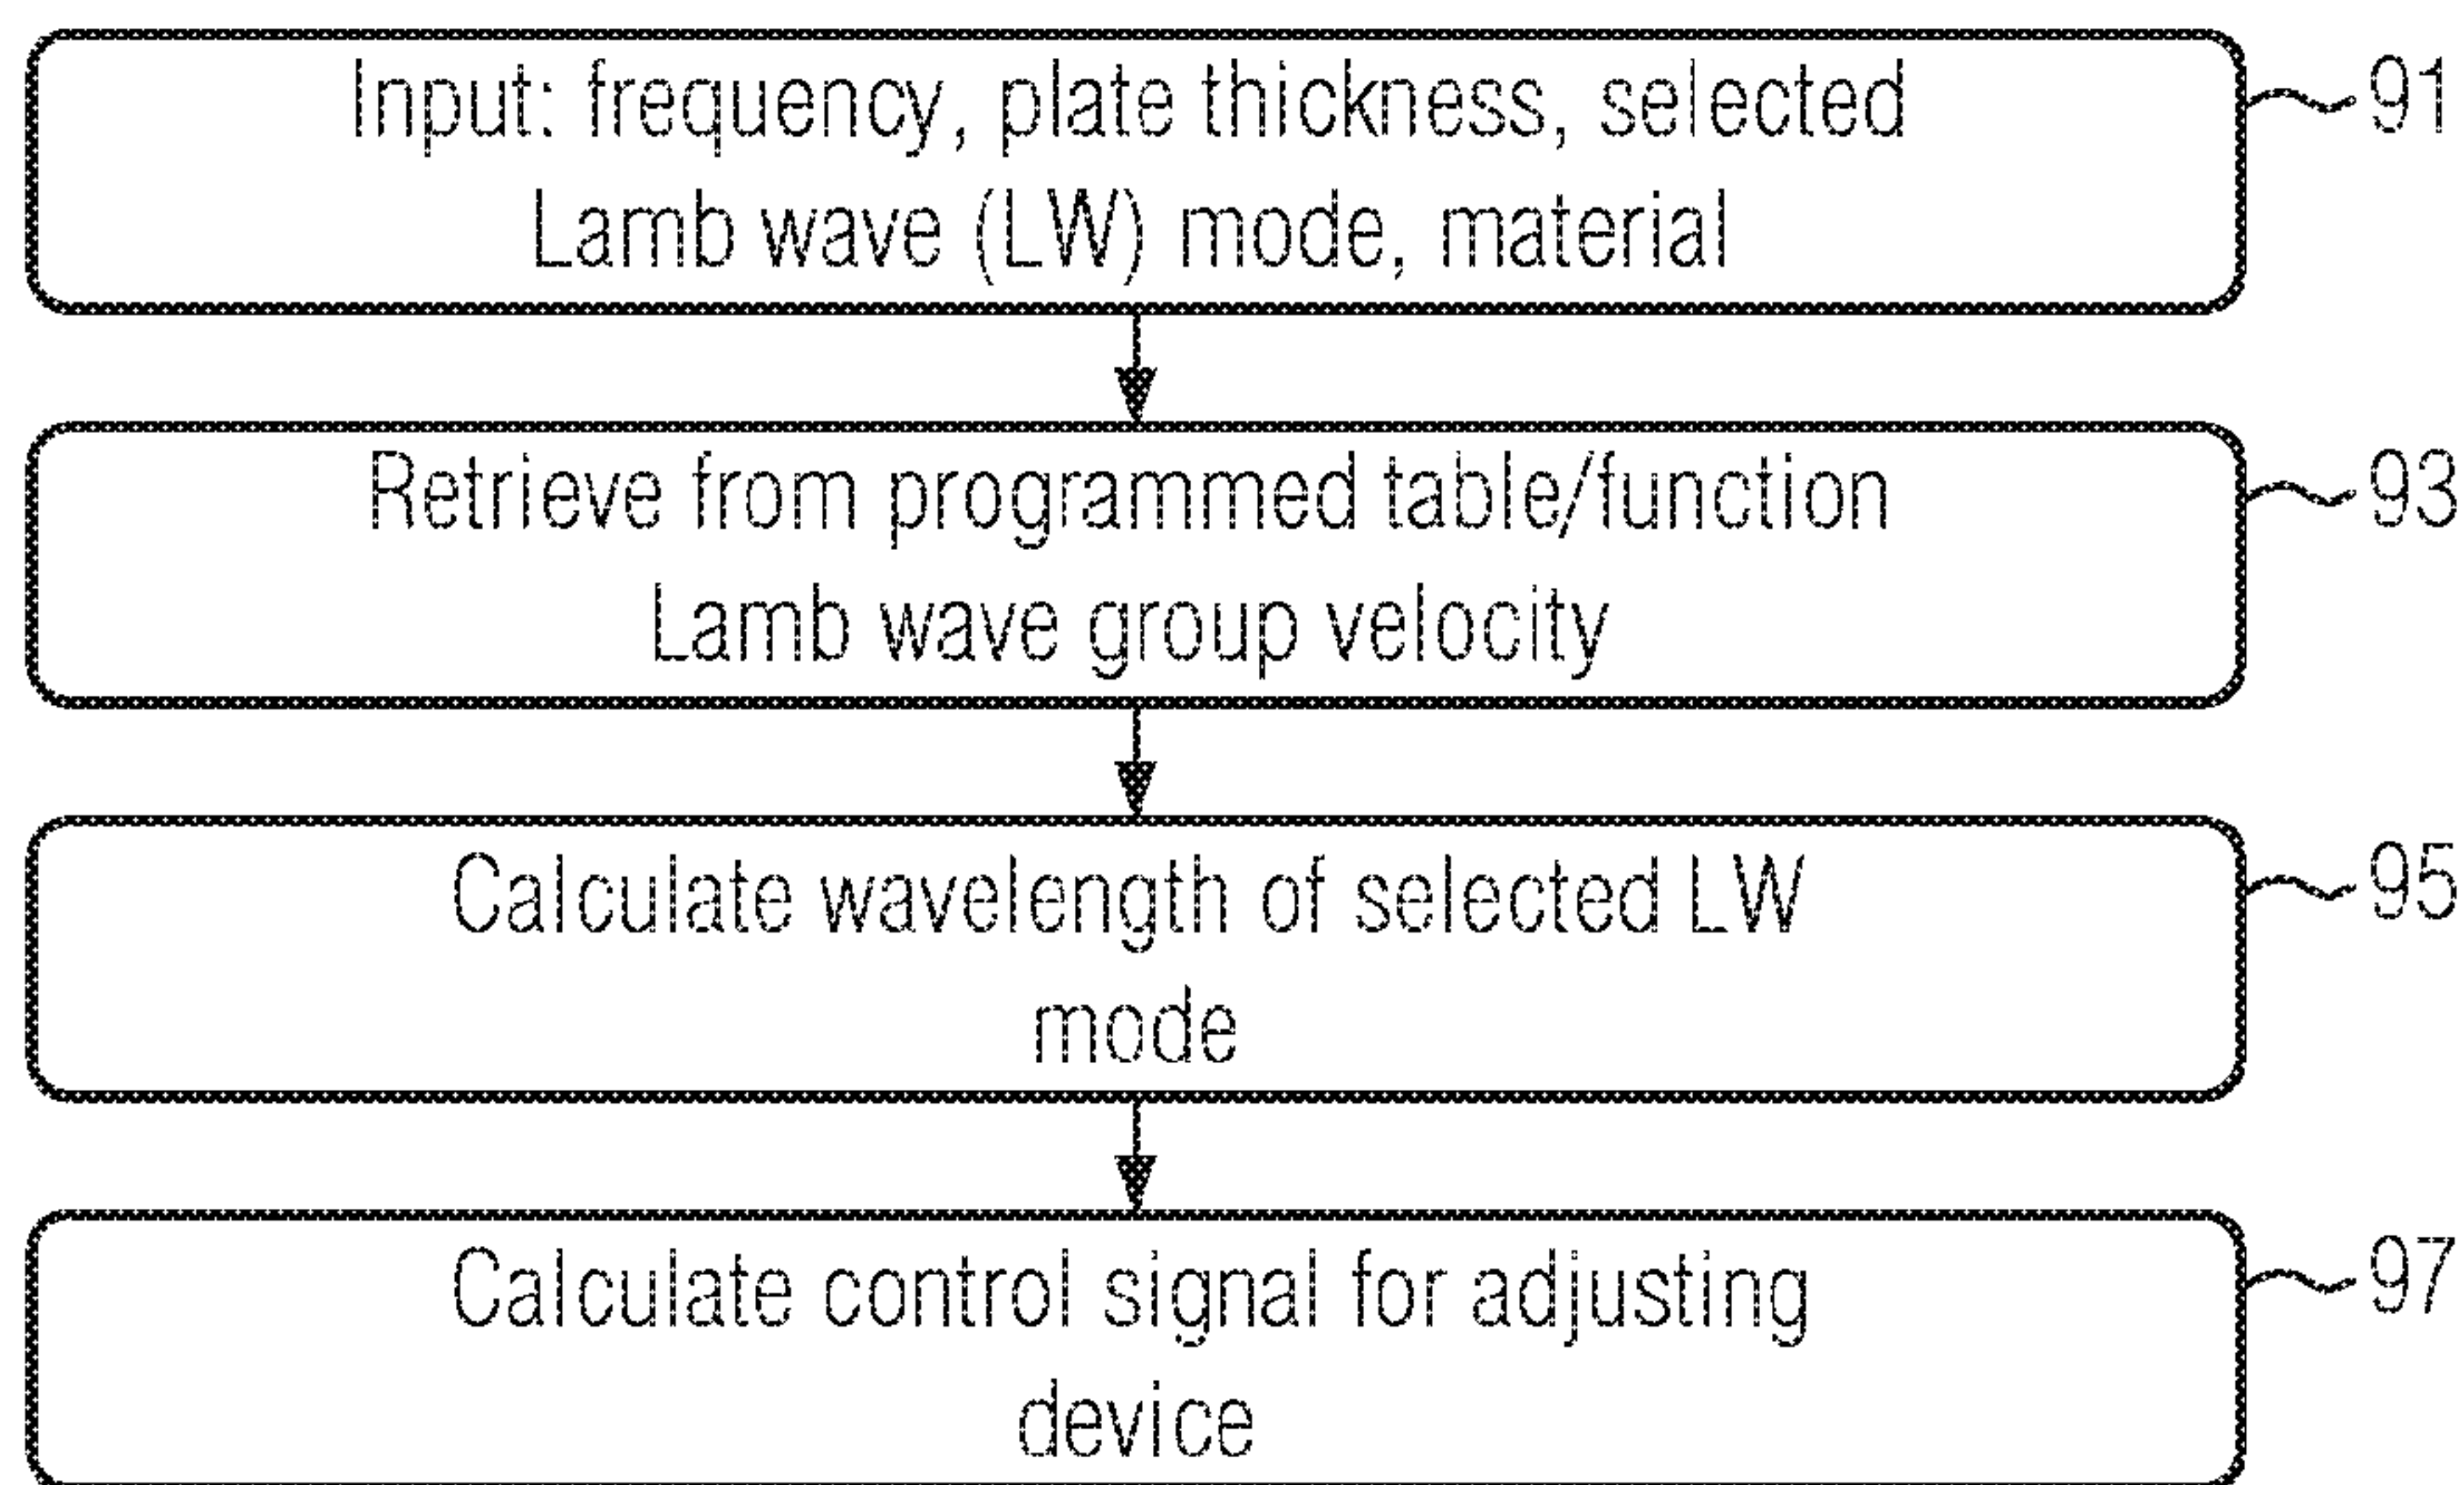 Input: frequency, plate thickness, selected
Lamb wave (LW) mode, material
91
Retrieve from programmed table/function
Lamb wave group velocity
93
Calculate wavelength of selected LW
mode
95
Calculate control signal for adjusting
device
97